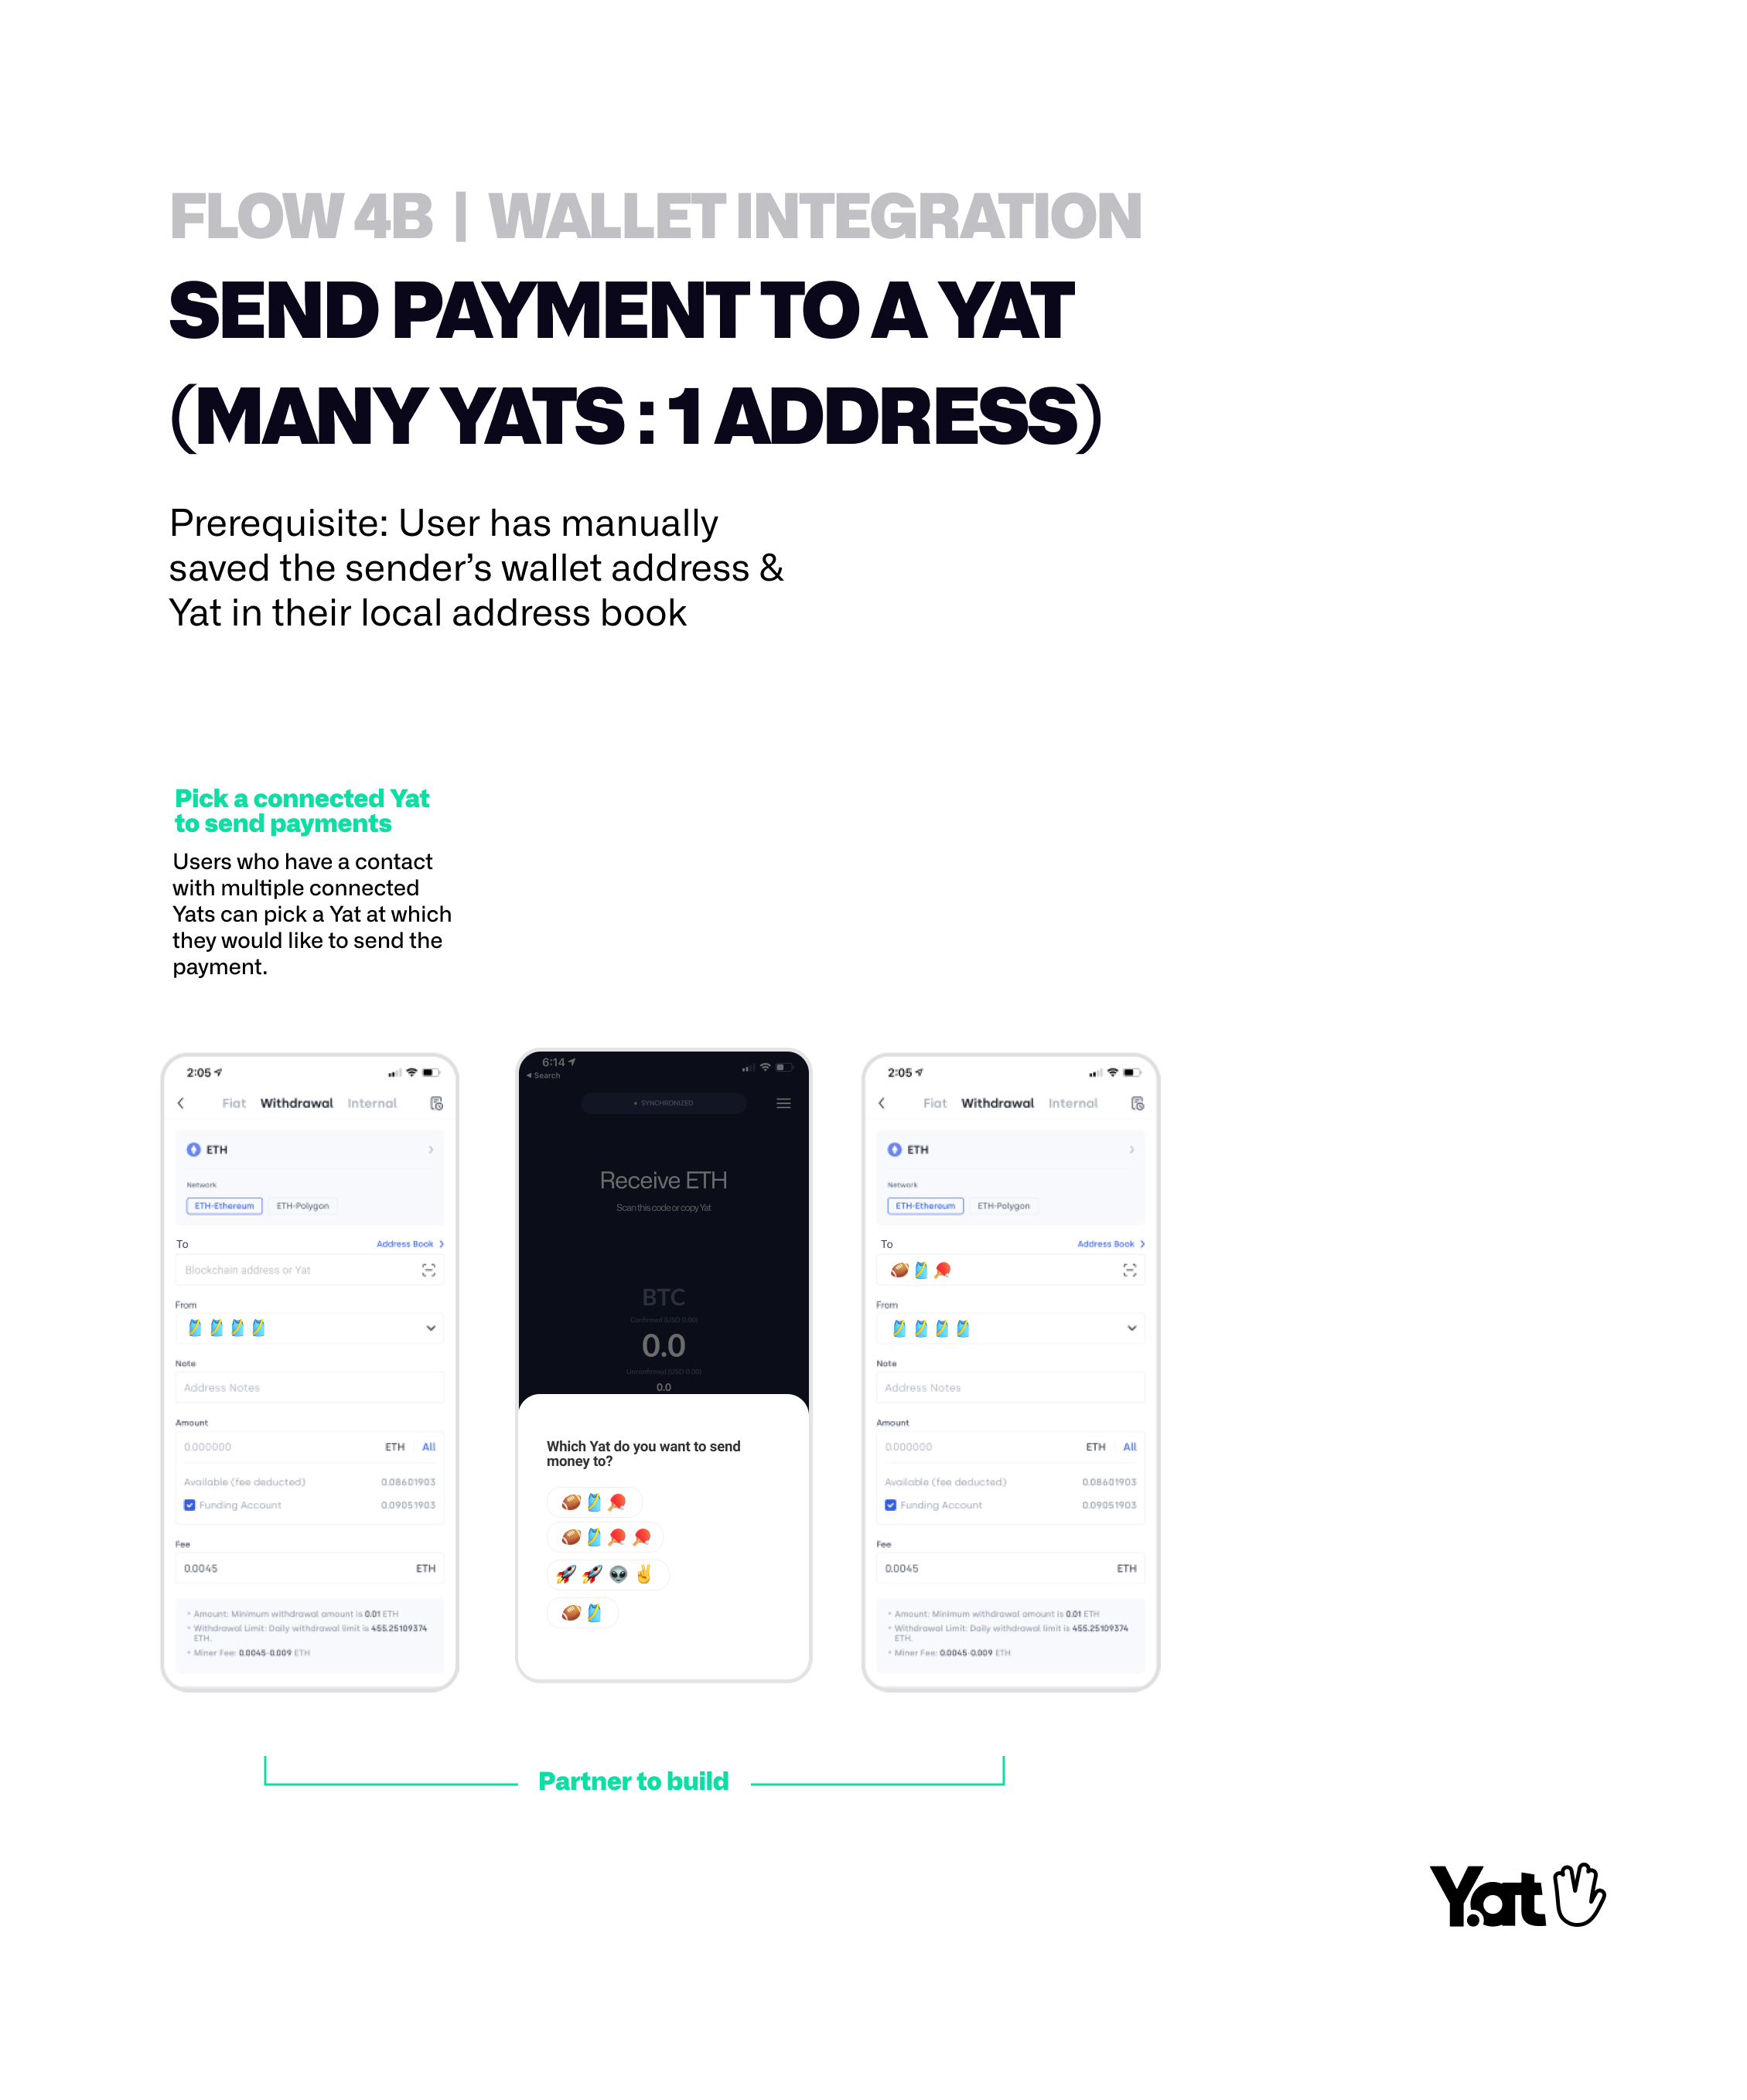 FLOW 4B | WALLET INTEGRATION
SEND PAYMENT TO A YAT
(MANY YATS : 1 ADDRESS)
Prerequisite: User has manually
saved the sender’s wallet address &
Yat in their local address book
Pick a connected Yat
to send payments
Users who have a contact
with multiple connected
Yats can pick a Yat at which
they would like to send the
payment.
2:05
Fiat Withdrawal Internal
ETH
Network
ETH-Ethereum ETH-Polygon
To Address Book
Blockchain address or Yat
From
Note
Address Notes
Amount
0.000000 ETH All
Available (fee deducted) 0.08601903
Funding Account 0.09051903
Fee
0.0045 ETH
* Amount: Minimum withdrawal amount is 0.01 ETH
* Withdrawal Limit: Daily withdrawal limit is 455.25109374
ETH.
* Miner Fee: 0.0045-0.009 ETH
6:14
Search
SYNCHRONIZED
Receive ETH
Scan this code or copy Yat
BTC
Confirmed (USD 0.00)
0.0
Unconfirmed (USD 0.00)
0.0
Which Yat do you want to send
money to?
2:05
Fiat Withdrawal Internal
ETH
Network
ETH-Ethereum ETH-Polygon
To Address Book
From
Note
Address Notes
Amount
0.000000 ETH All
Available (fee deducted) 0.08601903
Funding Account 0.09051903
Fee
0.0045 ETH
* Amount: Minimum withdrawal amount is 0.01 ETH
* Withdrawal Limit: Daily withdrawal limit is 455.25109374
ETH.
* Miner Fee: 0.0045-0.009 ETH
Partner to build
Y.at